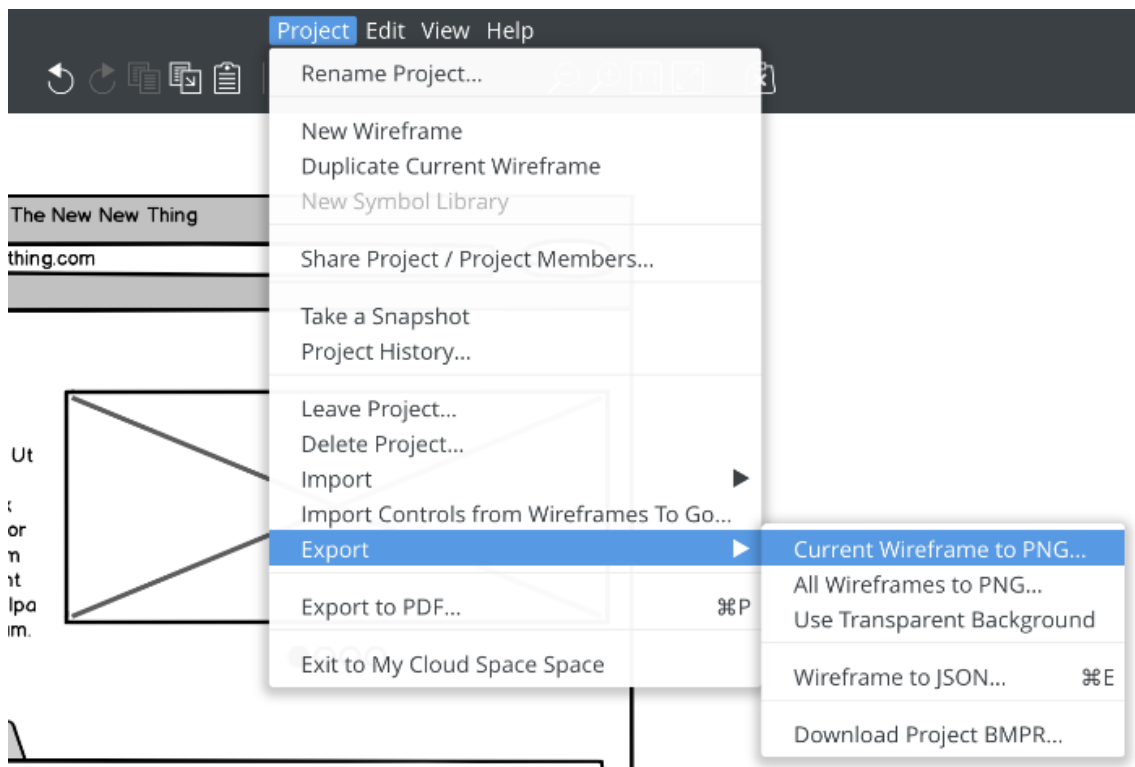 Project Edit View Help
Rename Project...
New Wireframe
Duplicate Current Wireframe
New Symbol Library
The New New Thing
thing.com
Share Project / Project Members...
Take a Snapshot
Project History...
Leave Project...
Delete Project...
Ut
Import
Import Controls from Wireframes To Go...
or
Export
Current Wireframe to PNG...
All Wireframes to PNG...
Use Transparent Background
Export to PDF... ⌘P
lpa
um.
Exit to My Cloud Space Space
Wireframe to JSON... ⌘E
Download Project BMPR...